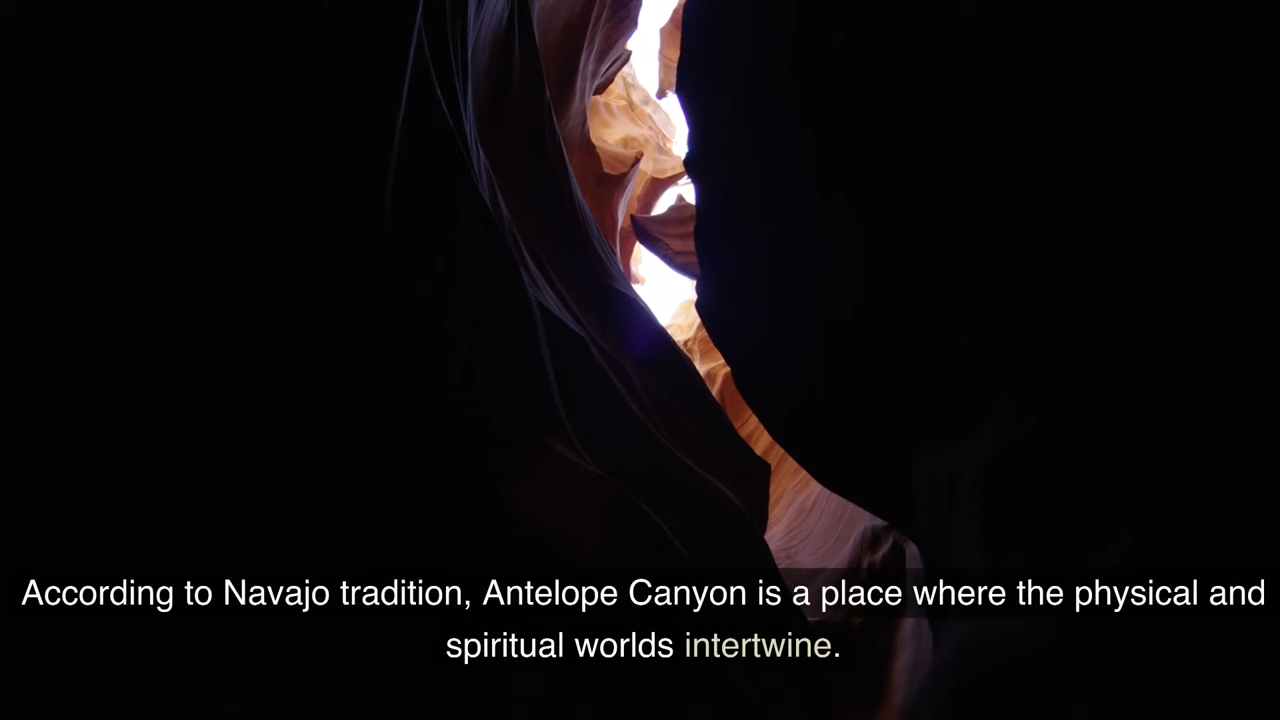 According to Navajo tradition, Antelope Canyon is a place where the physical and
spiritual worlds intertwine.